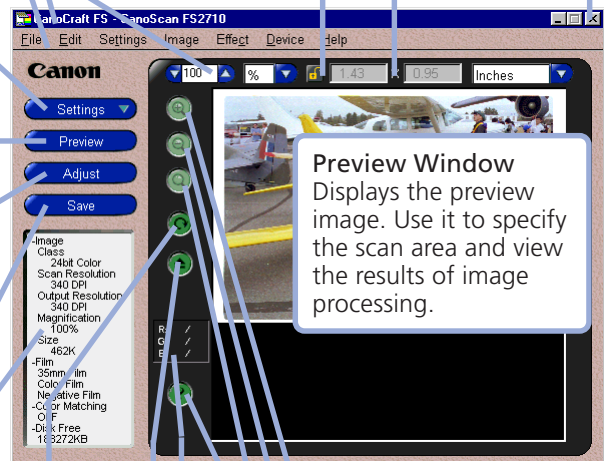 CanoCraft FS - CanoScan FS2710
File Edit Settings Image Effect Device Help
Canon
100 % 1.43 x 0.95 Inches
Settings
Preview
Adjust
Save
-Image
Class
24bit Color
Scan Resolution
340 DPI
Output Resolution
340 DPI
Magnification
100%
Size
462K
-Film
35mm Film
Color Film
Negative Film
-Color Matching
OFF
-Disk Free
188272KB
R: /
G: /
B: /
Preview Window
Displays the preview
image. Use it to specify
the scan area and view
the results of image
processing.